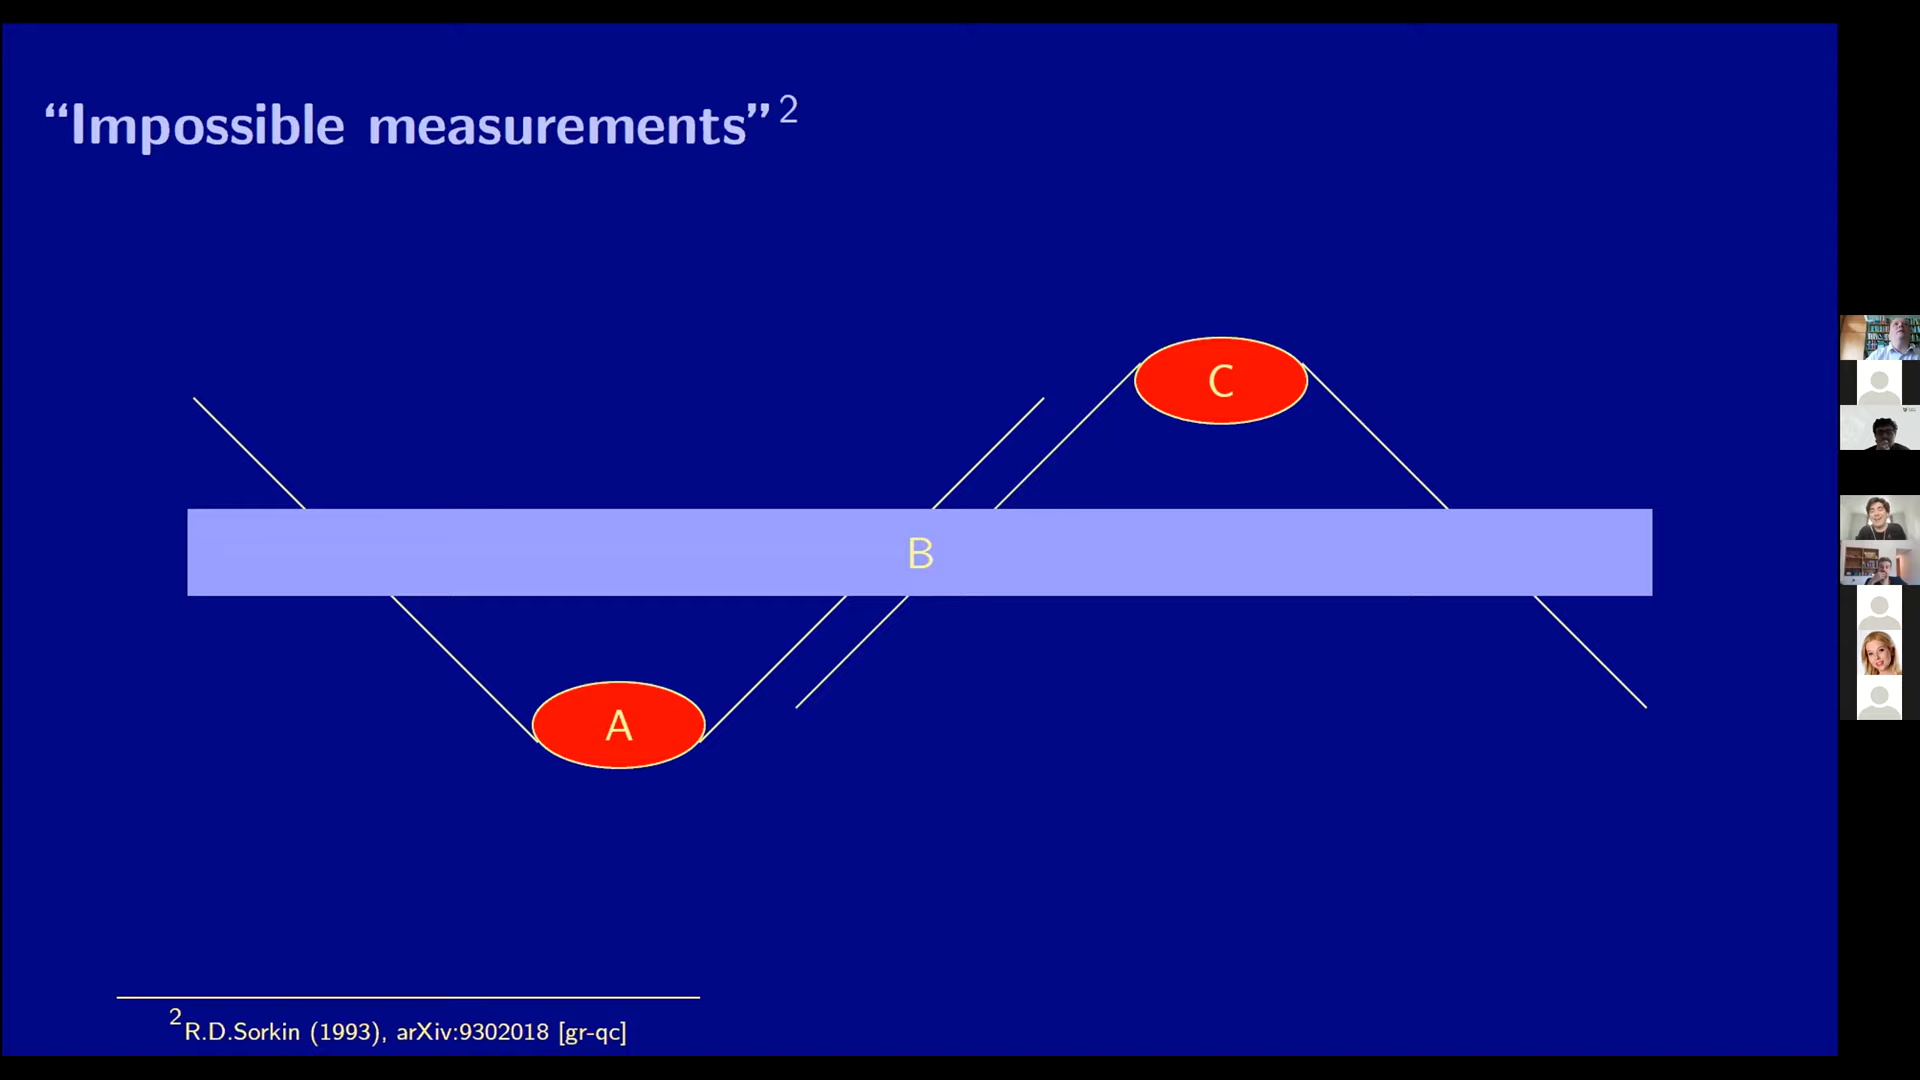 “Impossible measurements”2
C
B
A
2R.D.Sorkin (1993), arXiv:9302018 [gr-qc]